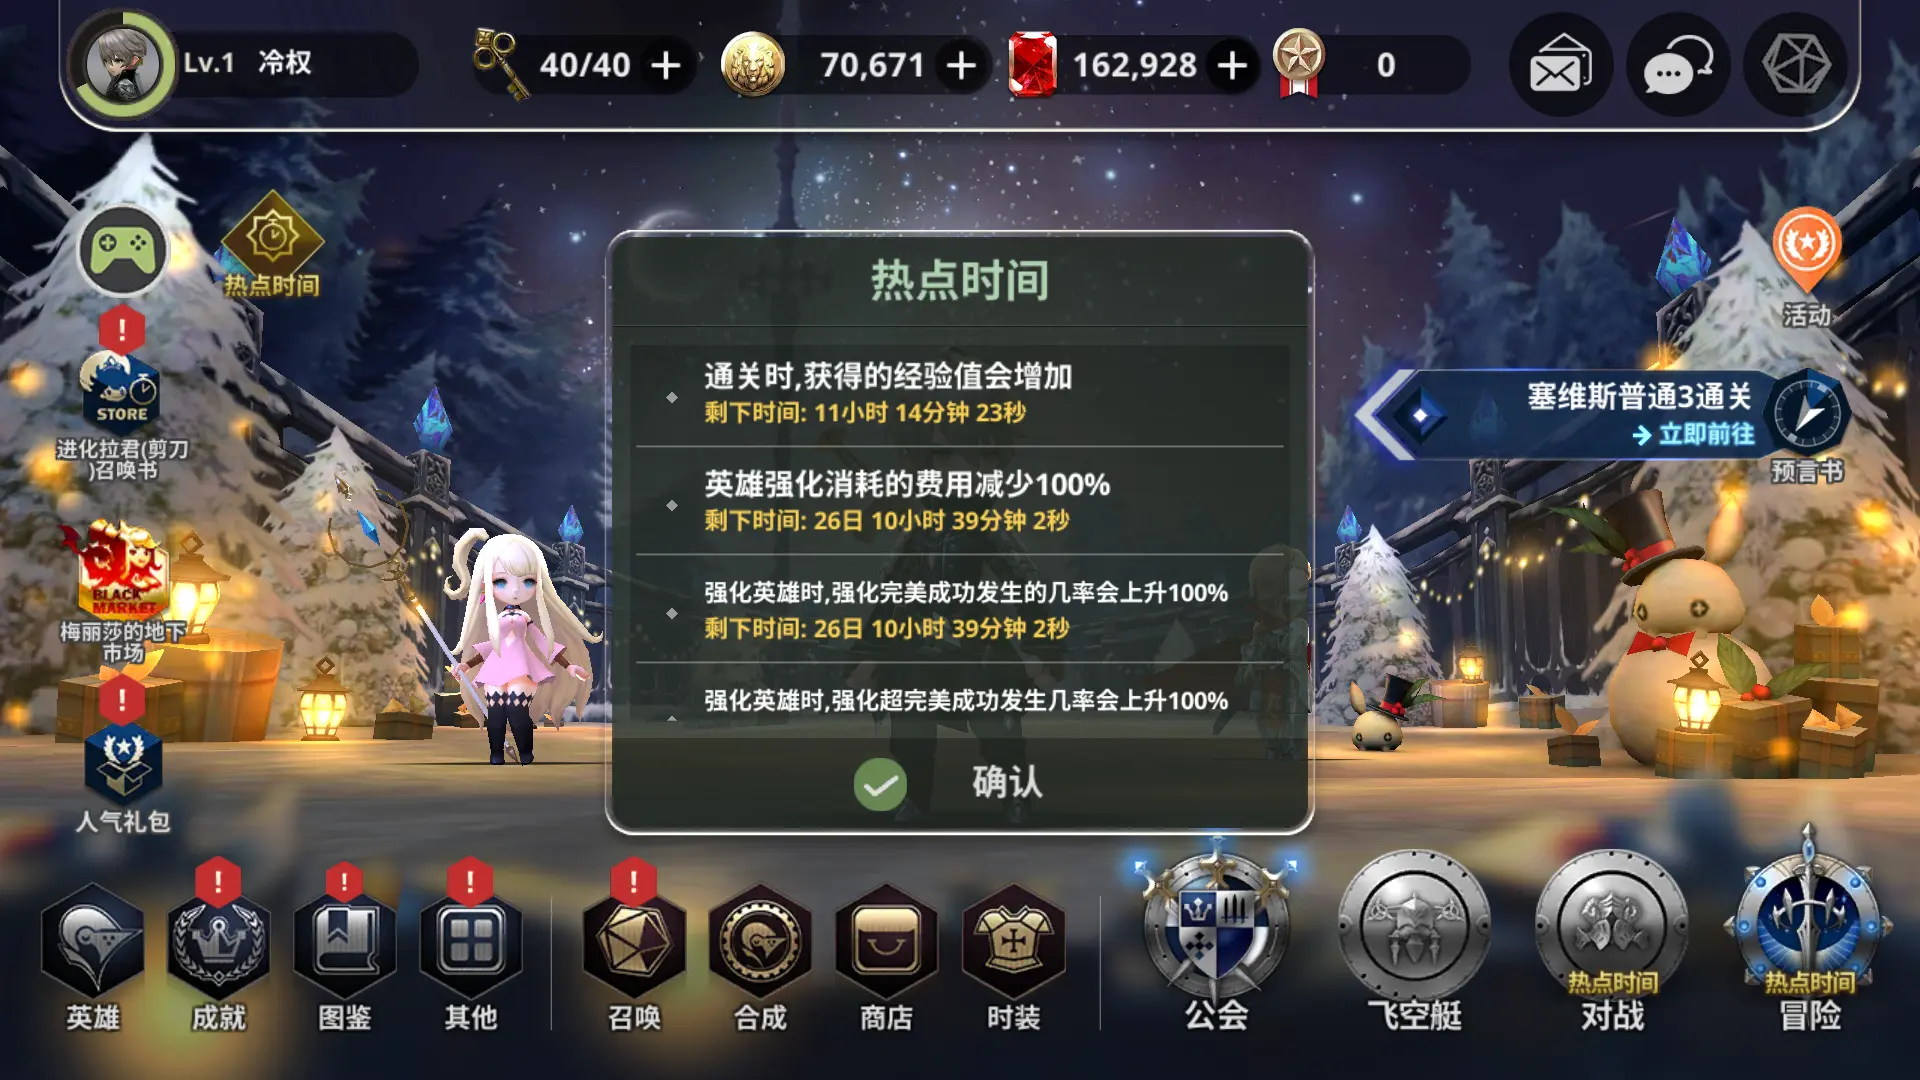 Lv.1 冷权
40/40
70,671
162,928
0
热点时间
STORE
进化拉君(剪刀
)召唤书
BLACK
MARKET
梅丽莎的地下
市场
人气礼包
热点时间
通关时,获得的经验值会增加
剩下时间: 11小时 14分钟 23秒
英雄强化消耗的费用减少100%
剩下时间: 26日 10小时 39分钟 2秒
强化英雄时,强化完美成功发生的几率会上升100%
剩下时间: 26日 10小时 39分钟 2秒
强化英雄时,强化超完美成功发生几率会上升100%
确认
活动
塞维斯普通3通关
立即前往
预言书
英雄
成就
图鉴
其他
召唤
合成
商店
时装
公会
飞空艇
热点时间
对战
热点时间
冒险